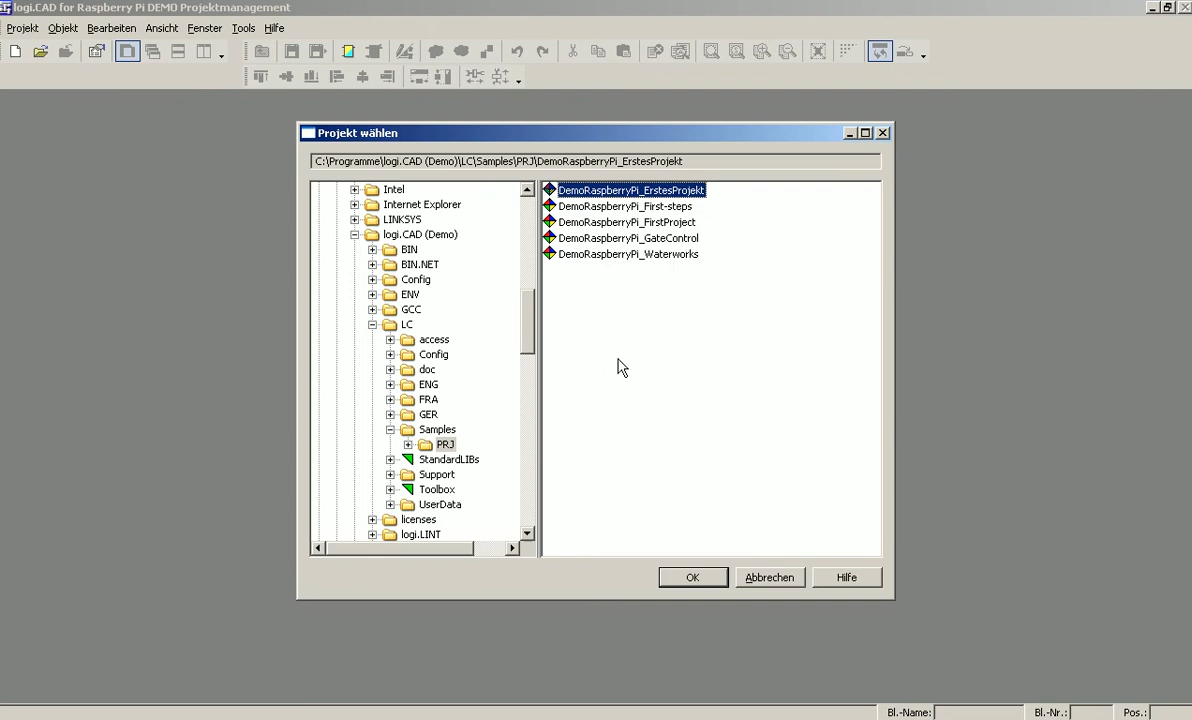 logi.CAD for Raspberry Pi DEMO Projektmanagement
Projekt Objekt Bearbeiten Ansicht Fenster Tools Hilfe
Projekt wählen
C:\Programme\logi.CAD (Demo)\LC\Samples\PRJ\DemoRaspberryPi_ErstesProjekt
Intel
Internet Explorer
LINKSYS
logi.CAD (Demo)
BIN
BIN.NET
Config
ENV
GCC
LC
access
Config
doc
ENG
FRA
GER
Samples
PRJ
StandardLIBs
Support
Toolbox
UserData
licenses
logi.LINT
DemoRaspberryPi_ErstesProjekt
DemoRaspberryPi_First-steps
DemoRaspberryPi_FirstProject
DemoRaspberryPi_GateControl
DemoRaspberryPi_Waterworks
OK Abbrechen Hilfe
Bl.-Name: Bl.-Nr.: Pos.: